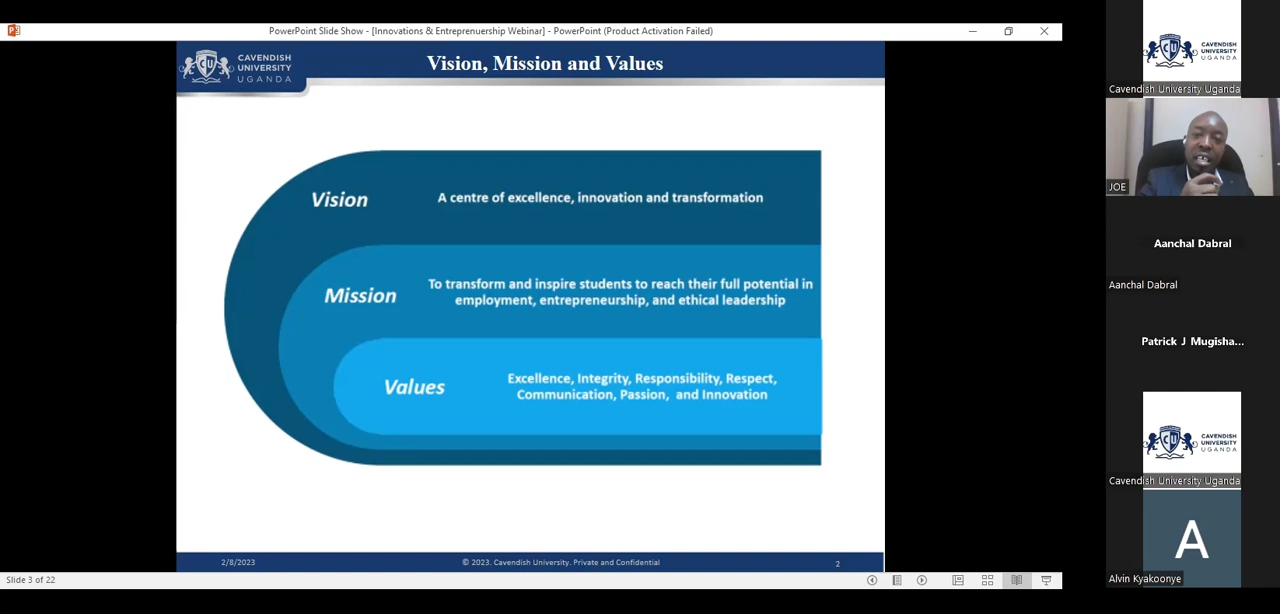 PowerPoint Slide Show - [Innovations & Entreprenuership Webinar] - PowerPoint (Product Activation Failed)
CAVENDISH
UNIVERSITY
UGANDA
Vision, Mission and Values
Vision
A centre of excellence, innovation and transformation
Mission
To transform and inspire students to reach their full potential in
employment, entrepreneurship, and ethical leadership
Values
Excellence, Integrity, Responsibility, Respect,
Communication, Passion, and Innovation
2/8/2023
© 2023. Cavendish University. Private and Confidential
2
Slide 3 of 22
CAVENDISH
UNIVERSITY
UGANDA
Cavendish University Uganda
JOE
Aanchal Dabral
Aanchal Dabral
Patrick J Mugisha...
CAVENDISH
UNIVERSITY
UGANDA
Cavendish University Uganda
A
Alvin Kyakoonye